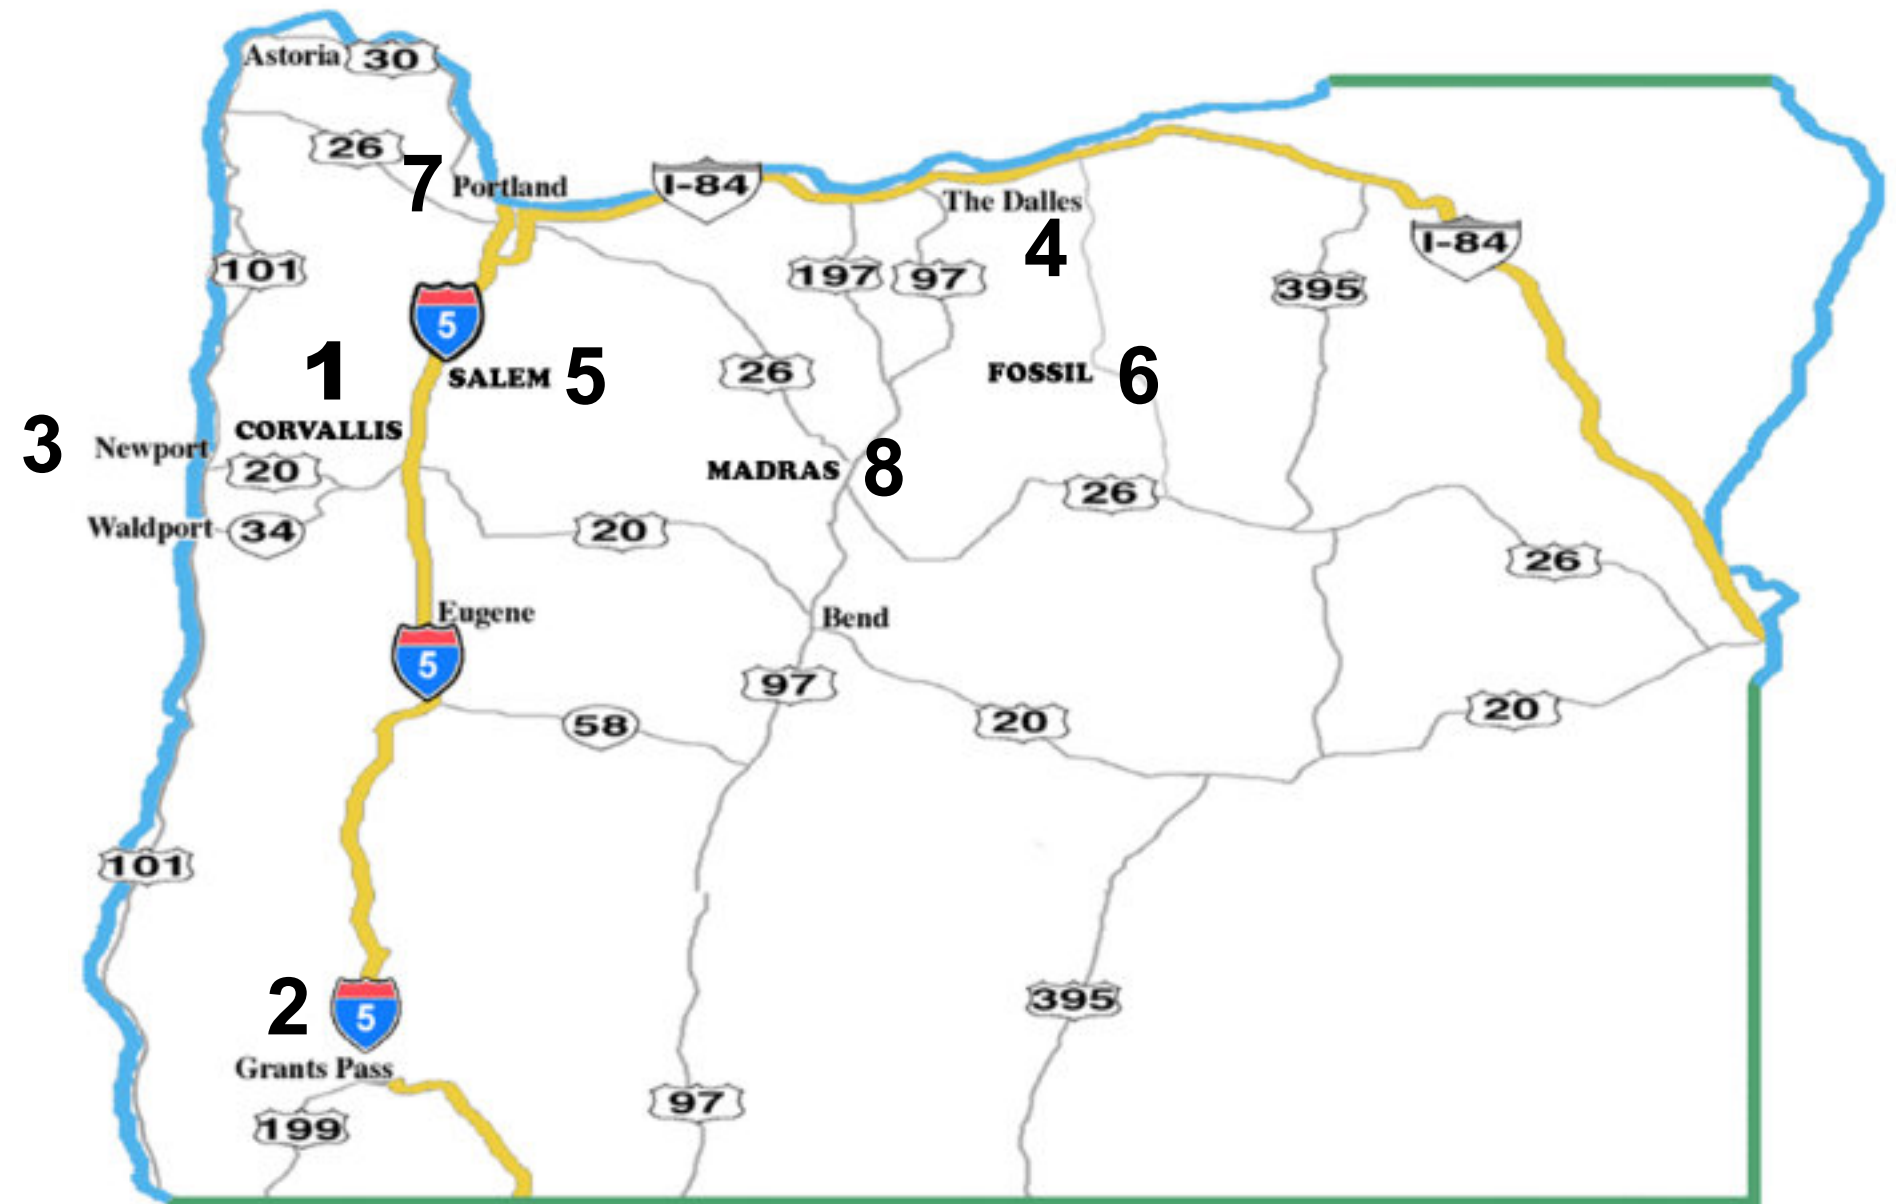 Astoria 30
26
7 Portland
I-84
The Dalles
4
I-84
101
197
97
395
5
1
SALEM 5
26
FOSSIL 6
3
Newport
CORVALLIS
20
MADRAS 8
26
Waldport 34
20
26
Eugene
Bend
5
97
58
20
20
101
2
5
395
Grants Pass
97
199